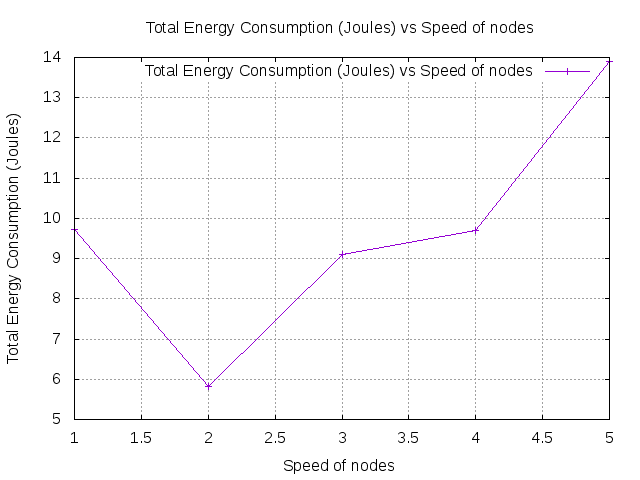 Total Energy Consumption (Joules) vs Speed of nodes
Total Energy Consumption (Joules) vs Speed of nodes
Total Energy Consumption (Joules)
14
13
12
11
10
9
8
7
6
5
1 1.5 2 2.5 3 3.5 4 4.5 5
Speed of nodes